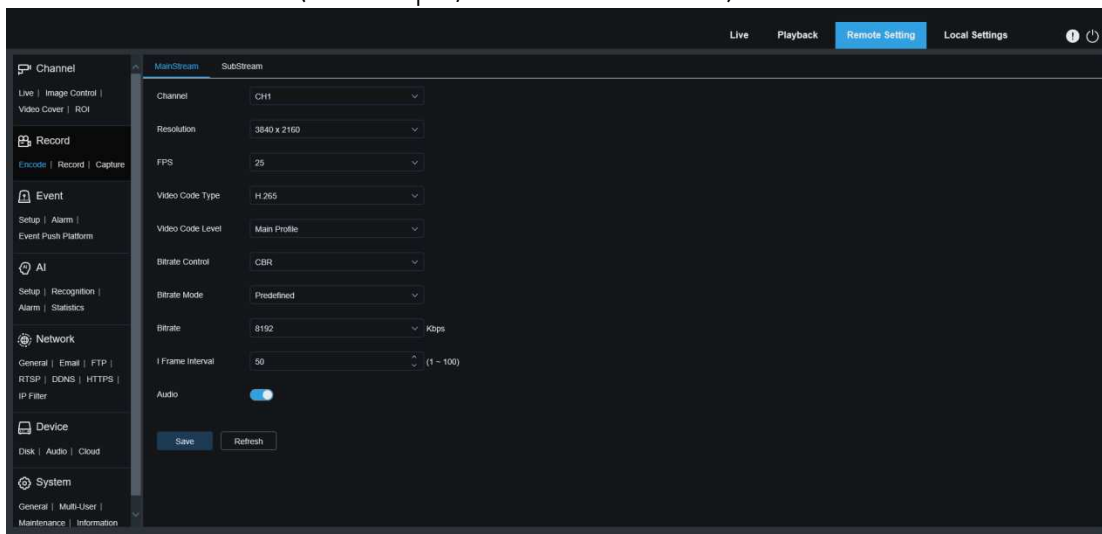 Live Playback Remote Setting Local Settings
Channel
Live | Image Control |
Video Cover | ROI
Record
Encode | Record | Capture
Event
Setup | Alarm |
Event Push Platform
AI
Setup | Recognition |
Alarm | Statistics
Network
General | Email | FTP |
RTSP | DDNS | HTTPS |
IP Filter
Device
Disk | Audio | Cloud
System
General | Multi-User |
Maintenance | Information
MainStream SubStream
Channel CH1
Resolution 3840 x 2160
FPS 25
Video Code Type H.265
Video Code Level Main Profile
Bitrate Control CBR
Bitrate Mode Predefined
Bitrate 8192 Kbps
I Frame Interval 50 (1 ~ 100)
Audio
Save Refresh